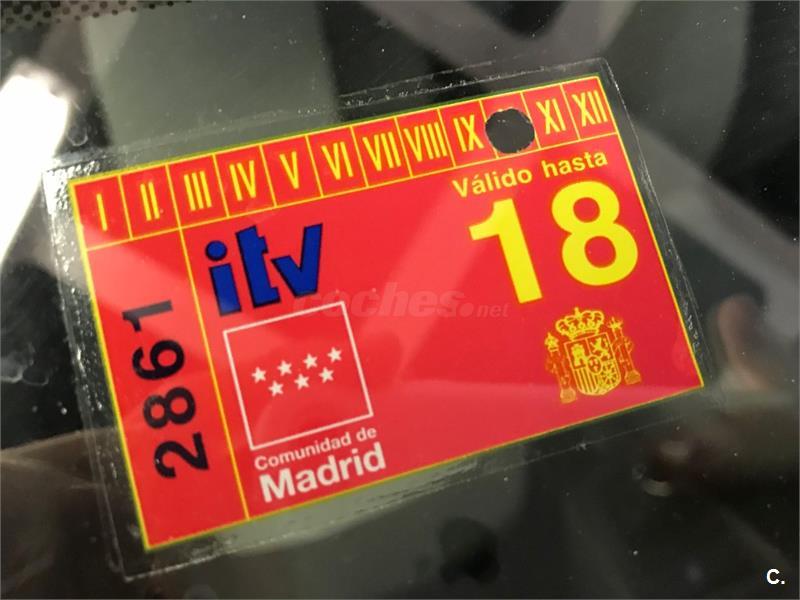 I II III IV V VI VII VIII IX XI XII
Válido hasta
18
itv
2861
coches.net
Comunidad de
Madrid
C.